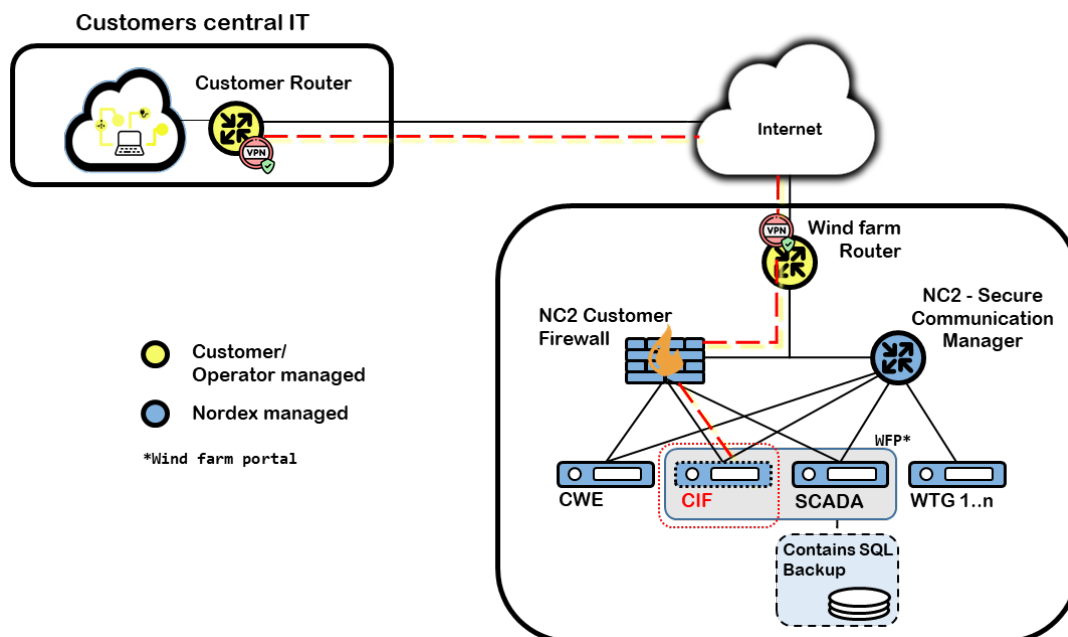 Customers central IT
Customer Router
VPN
Internet
VPN
Wind farm
Router
NC2 Customer
Firewall
NC2 - Secure
Communication
Manager
Customer/
Operator managed
Nordex managed
*Wind farm portal
WFP*
CWE
CIF
SCADA
WTG 1..n
Contains SQL
Backup